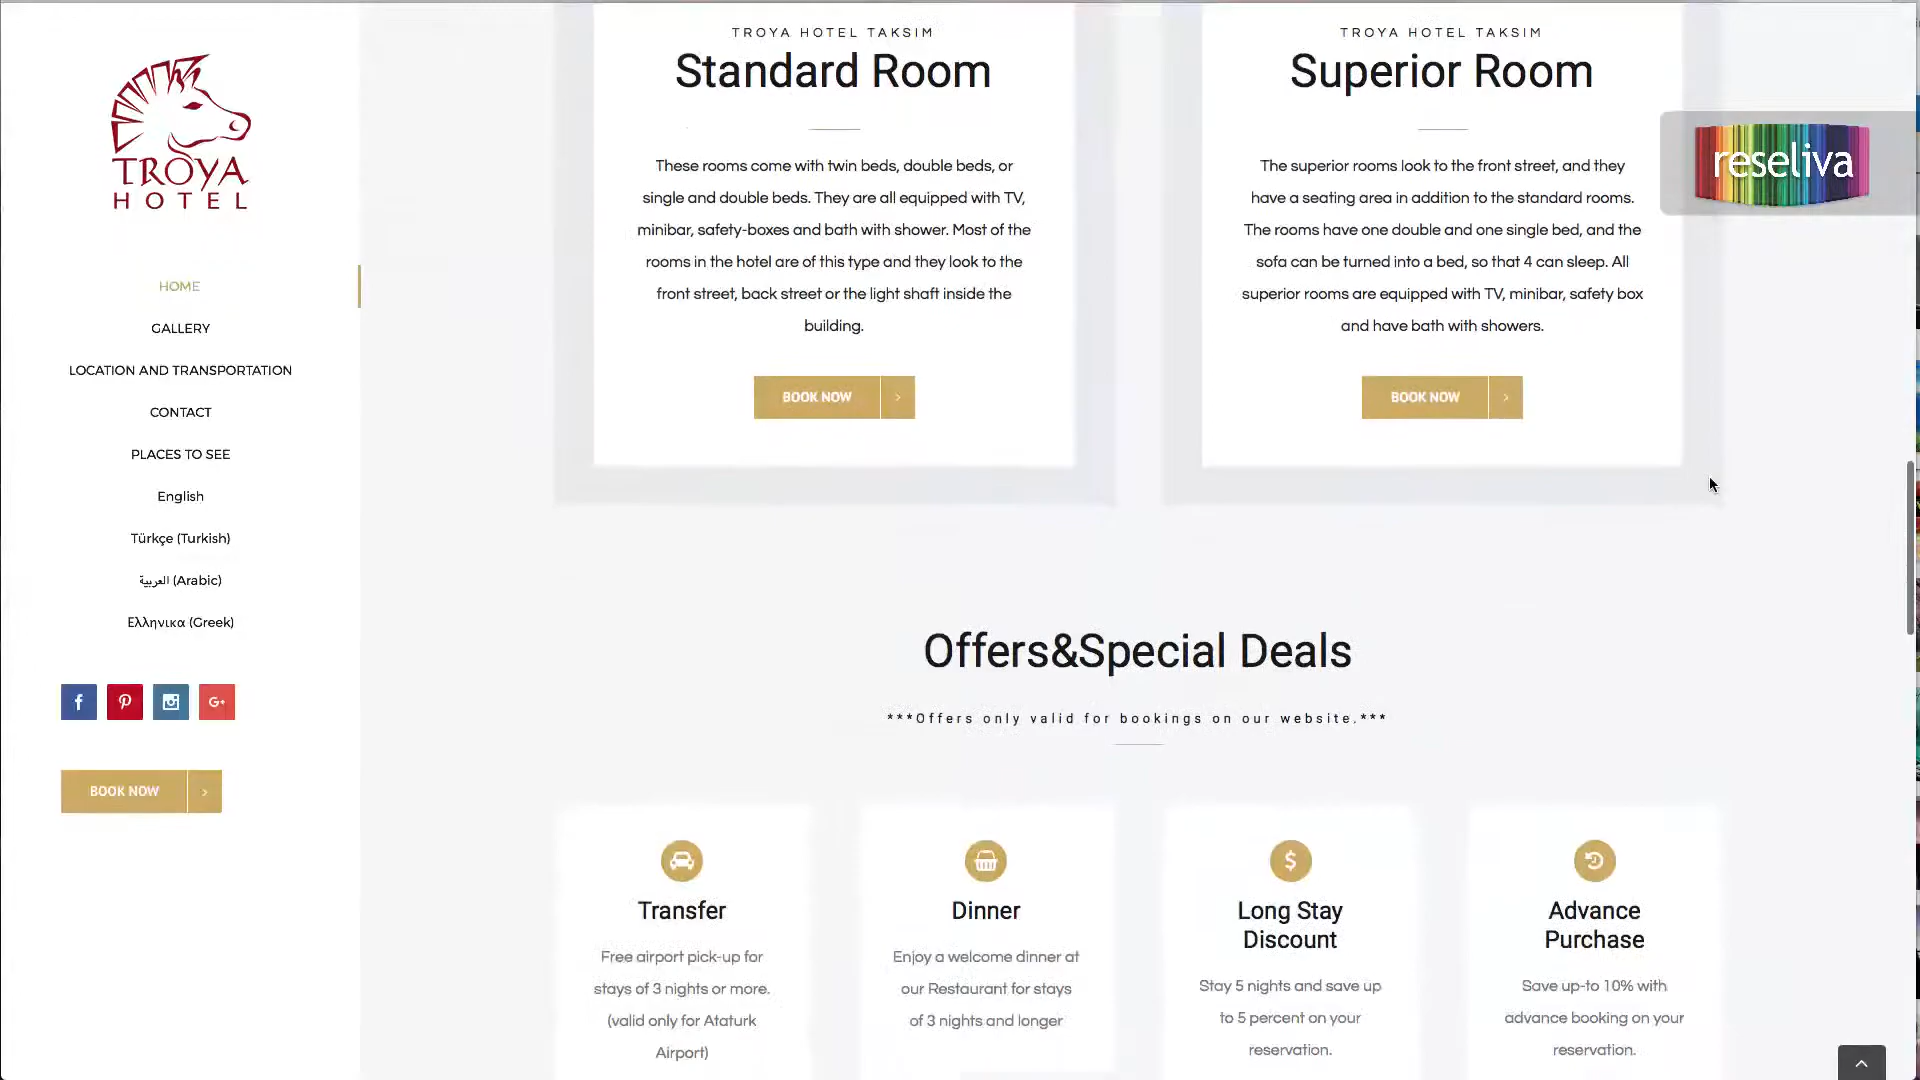 TROYA
HOTEL
HOME
GALLERY
LOCATION AND TRANSPORTATION
CONTACT
PLACES TO SEE
English
Türkçe (Turkish)
العربية (Arabic)
Ελληνικα (Greek)
BOOK NOW
TROYA HOTEL TAKSIM
Standard Room
These rooms come with twin beds, double beds, or
single and double beds. They are all equipped with TV,
minibar, safety-boxes and bath with shower. Most of the
rooms in the hotel are of this type and they look to the
front street, back street or the light shaft inside the
building.
BOOK NOW
TROYA HOTEL TAKSIM
Superior Room
The superior rooms look to the front street, and they
have a seating area in addition to the standard rooms.
The rooms have one double and one single bed, and the
sofa can be turned into a bed, so that 4 can sleep. All
superior rooms are equipped with TV, minibar, safety box
and have bath with showers.
BOOK NOW
reseliva
Offers&Special Deals
***Offers only valid for bookings on our website.***
Transfer
Free airport pick-up for
stays of 3 nights or more.
(valid only for Ataturk
Airport)
Dinner
Enjoy a welcome dinner at
our Restaurant for stays
of 3 nights and longer
Long Stay
Discount
Stay 5 nights and save up
to 5 percent on your
reservation.
Advance
Purchase
Save up-to 10% with
advance booking on your
reservation.